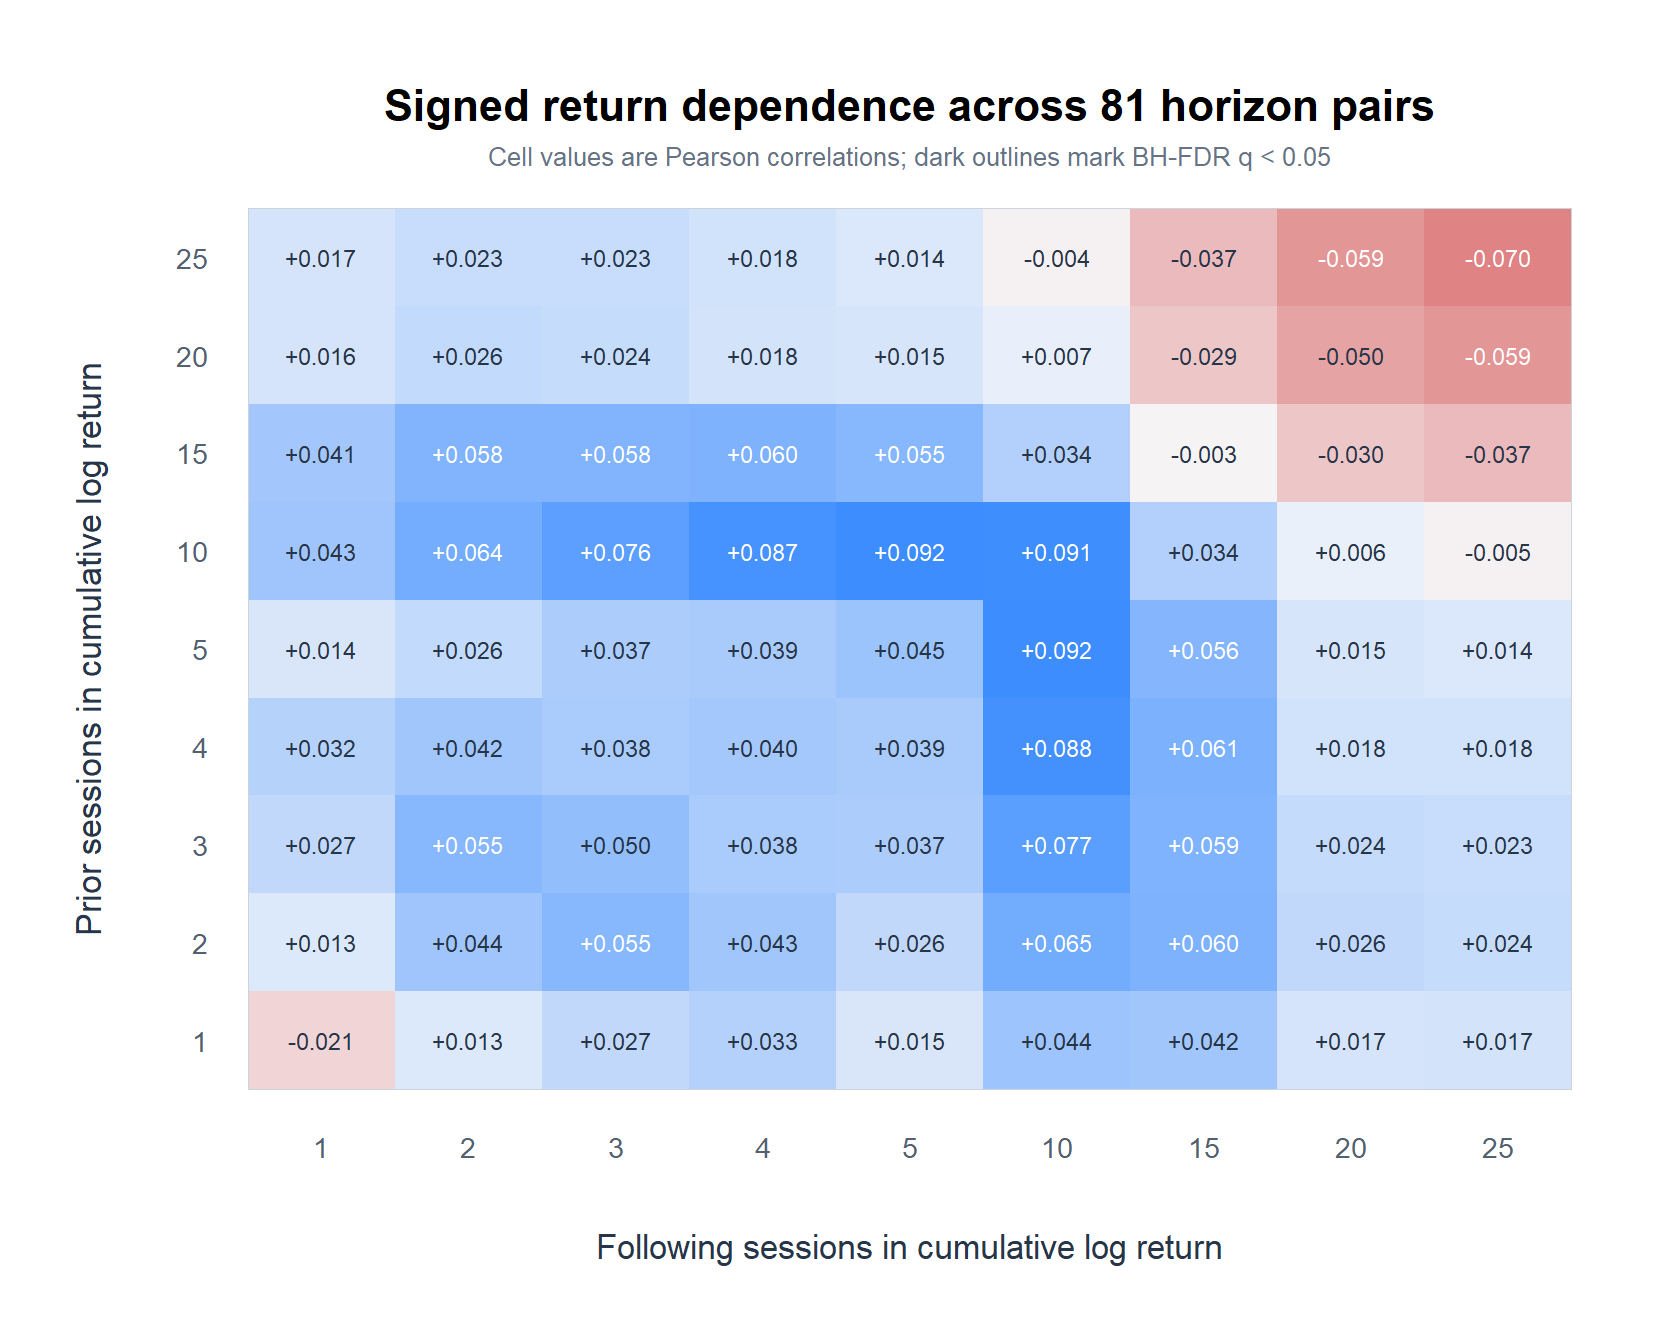 Signed return dependence across 81 horizon pairs
Cell values are Pearson correlations; dark outlines mark BH-FDR q < 0.05
Prior sessions in cumulative log return
25 +0.017 +0.023 +0.023 +0.018 +0.014 -0.004 -0.037 -0.059 -0.070
20 +0.016 +0.026 +0.024 +0.018 +0.015 +0.007 -0.029 -0.050 -0.059
15 +0.041 +0.058 +0.058 +0.060 +0.055 +0.034 -0.003 -0.030 -0.037
10 +0.043 +0.064 +0.076 +0.087 +0.092 +0.091 +0.034 +0.006 -0.005
5 +0.014 +0.026 +0.037 +0.039 +0.045 +0.092 +0.056 +0.015 +0.014
4 +0.032 +0.042 +0.038 +0.040 +0.039 +0.088 +0.061 +0.018 +0.018
3 +0.027 +0.055 +0.050 +0.038 +0.037 +0.077 +0.059 +0.024 +0.023
2 +0.013 +0.044 +0.055 +0.043 +0.026 +0.065 +0.060 +0.026 +0.024
1 -0.021 +0.013 +0.027 +0.033 +0.015 +0.044 +0.042 +0.017 +0.017
1 2 3 4 5 10 15 20 25
Following sessions in cumulative log return